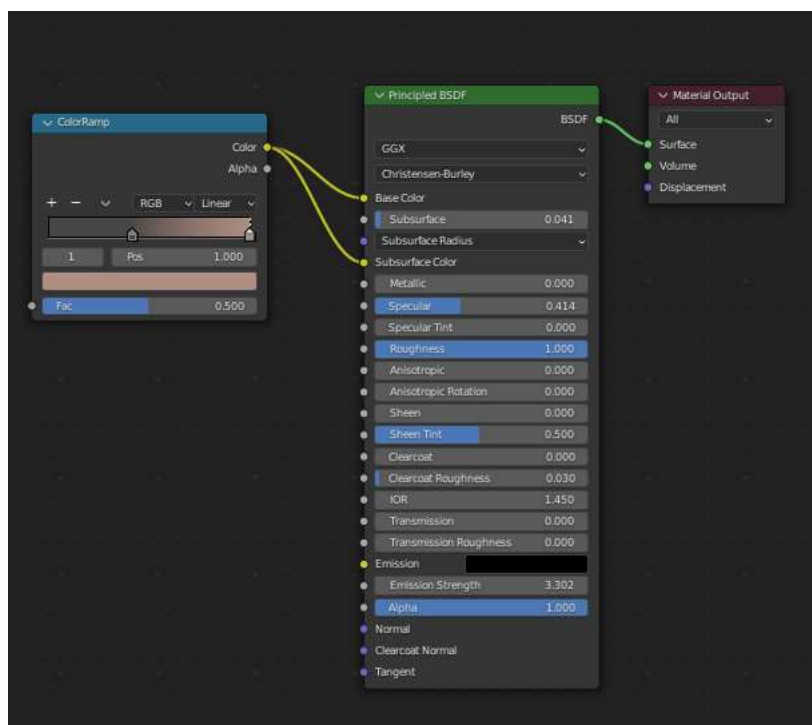 ColorRamp
Color
Alpha
+ − RGB Linear
1 Pos 1.000
Fac 0.500
Principled BSDF
BSDF
GGX
Christensen-Burley
Base Color
Subsurface 0.041
Subsurface Radius
Subsurface Color
Metallic 0.000
Specular 0.414
Specular Tint 0.000
Roughness 1.000
Anisotropic 0.000
Anisotropic Rotation 0.000
Sheen 0.000
Sheen Tint 0.500
Clearcoat 0.000
Clearcoat Roughness 0.030
IOR 1.450
Transmission 0.000
Transmission Roughness 0.000
Emission
Emission Strength 3.302
Alpha 1.000
Normal
Clearcoat Normal
Tangent
Material Output
All
Surface
Volume
Displacement